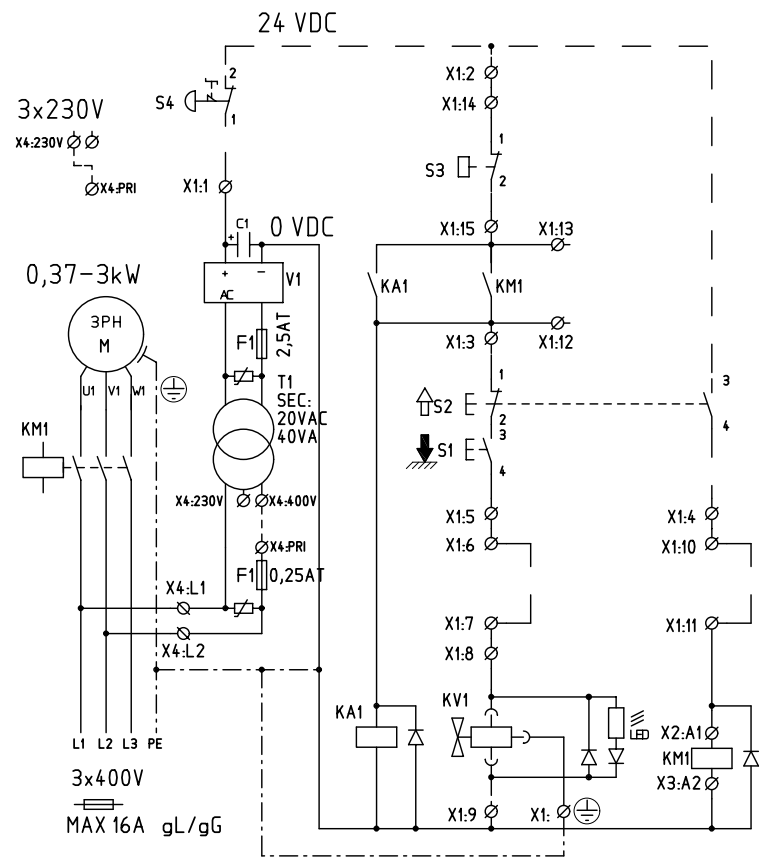 24 VDC
2
S4
1
3x230V
X4:230V
X4:PRI
X1:1
X1:2
X1:14
1
S3
2
C1
+
0 VDC
X1:15
X1:13
+ −
AC
V1
0,37-3kW
3PH
M
U1 V1 W1
KA1
KM1
F1
2,5AT
X1:3
X1:12
T1
SEC:
20VAC
40VA
1
S2
2
3
4
3
S1
4
KM1
X4:230V
X4:400V
X4:PRI
F1
0,25AT
X4:L1
X4:L2
X1:5
X1:4
X1:6
X1:10
X1:7
X1:11
X1:8
KA1
KV1
LED
X2:A1
KM1
X3:A2
L1 L2 L3 PE
3x400V
MAX 16A gL/gG
X1:9
X1: